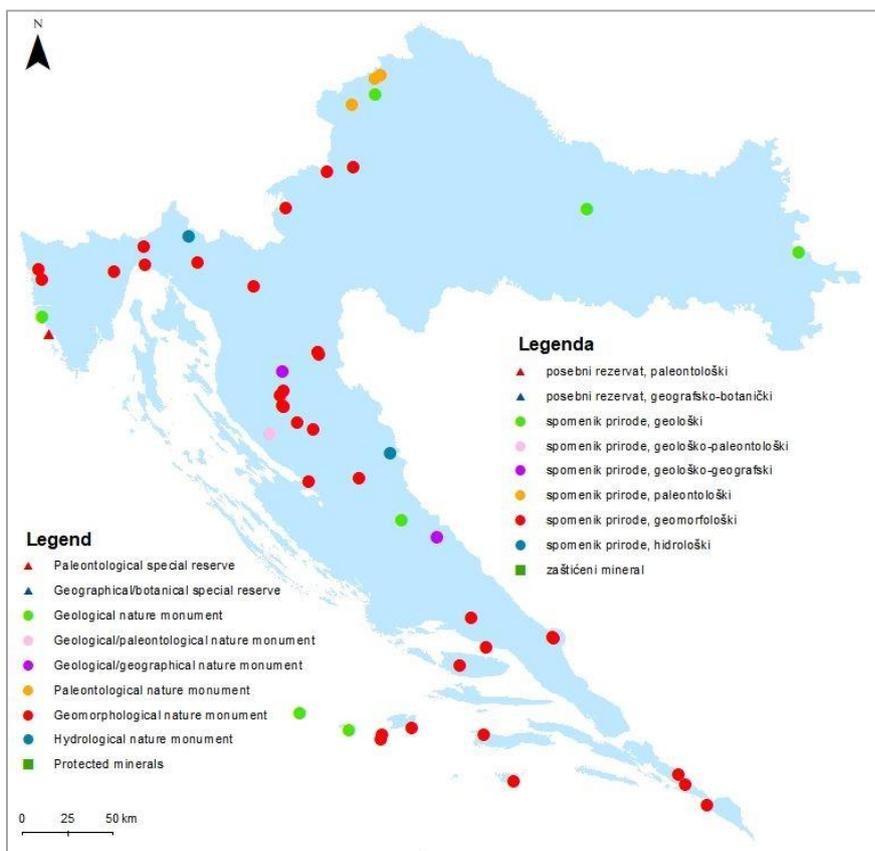 N
Legenda
posebni rezervat, paleontološki
posebni rezervat, geografsko-botanički
spomenik prirode, geološki
spomenik prirode, geološko-paleontološki
spomenik prirode, geološko-geografski
spomenik prirode, paleontološki
spomenik prirode, geomorfološki
spomenik prirode, hidrološki
zaštićeni mineral
Legend
Paleontological special reserve
Geographical/botanical special reserve
Geological nature monument
Geological/paleontological nature monument
Geological/geographical nature monument
Paleontological nature monument
Geomorphological nature monument
Hydrological nature monument
Protected minerals
0 25 50 km